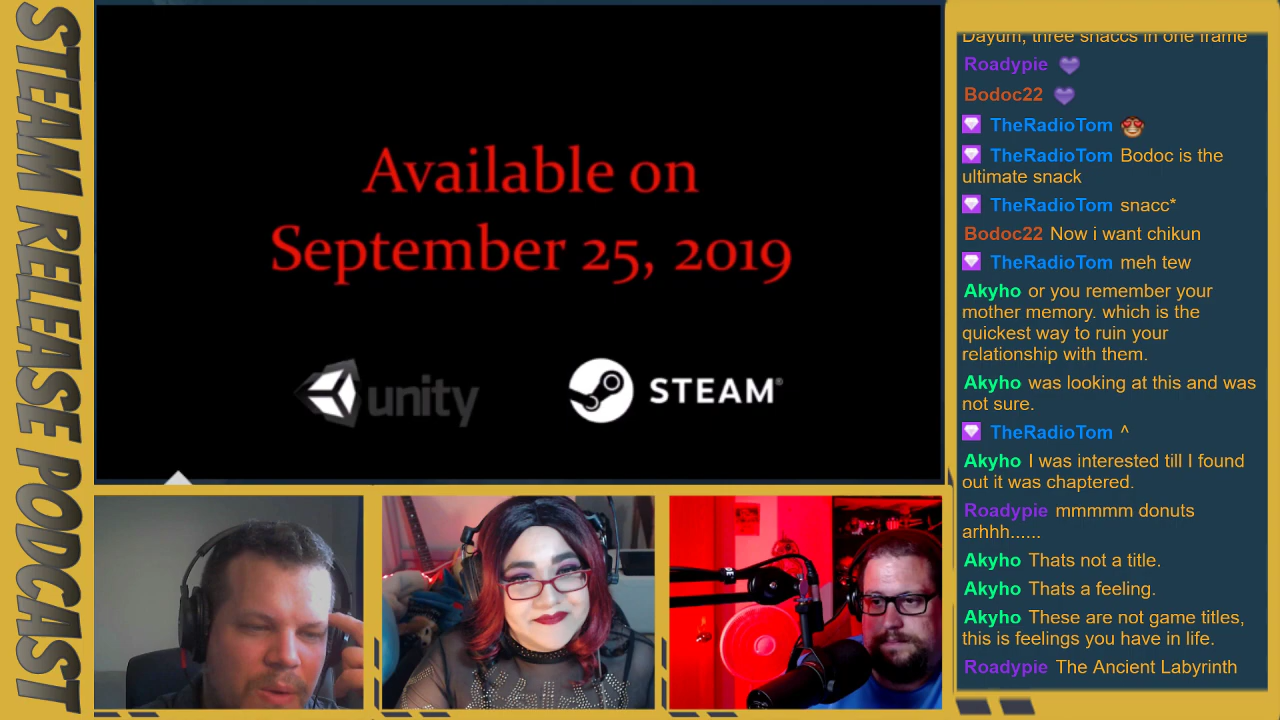 STEAM RELEASE PODCAST
Available on
September 25, 2019
unity
STEAM®
Dayum, three snaccs in one frame
Roadypie
Bodoc22
TheRadioTom
TheRadioTom Bodoc is the
ultimate snack
TheRadioTom snacc*
Bodoc22 Now i want chikun
TheRadioTom meh tew
Akyho or you remember your
mother memory. which is the
quickest way to ruin your
relationship with them.
Akyho was looking at this and was
not sure.
TheRadioTom ^
Akyho I was interested till I found
out it was chaptered.
Roadypie mmmmm donuts
arhhh......
Akyho Thats not a title.
Akyho Thats a feeling.
Akyho These are not game titles,
this is feelings you have in life.
Roadypie The Ancient Labyrinth